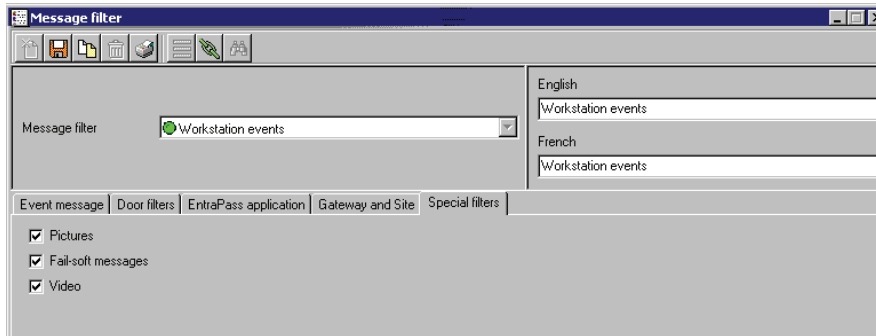 Message filter
English
Workstation events
Message filter
Workstation events
French
Workstation events
Event message
Door filters
EntraPass application
Gateway and Site
Special filters
Pictures
Fail-soft messages
Video